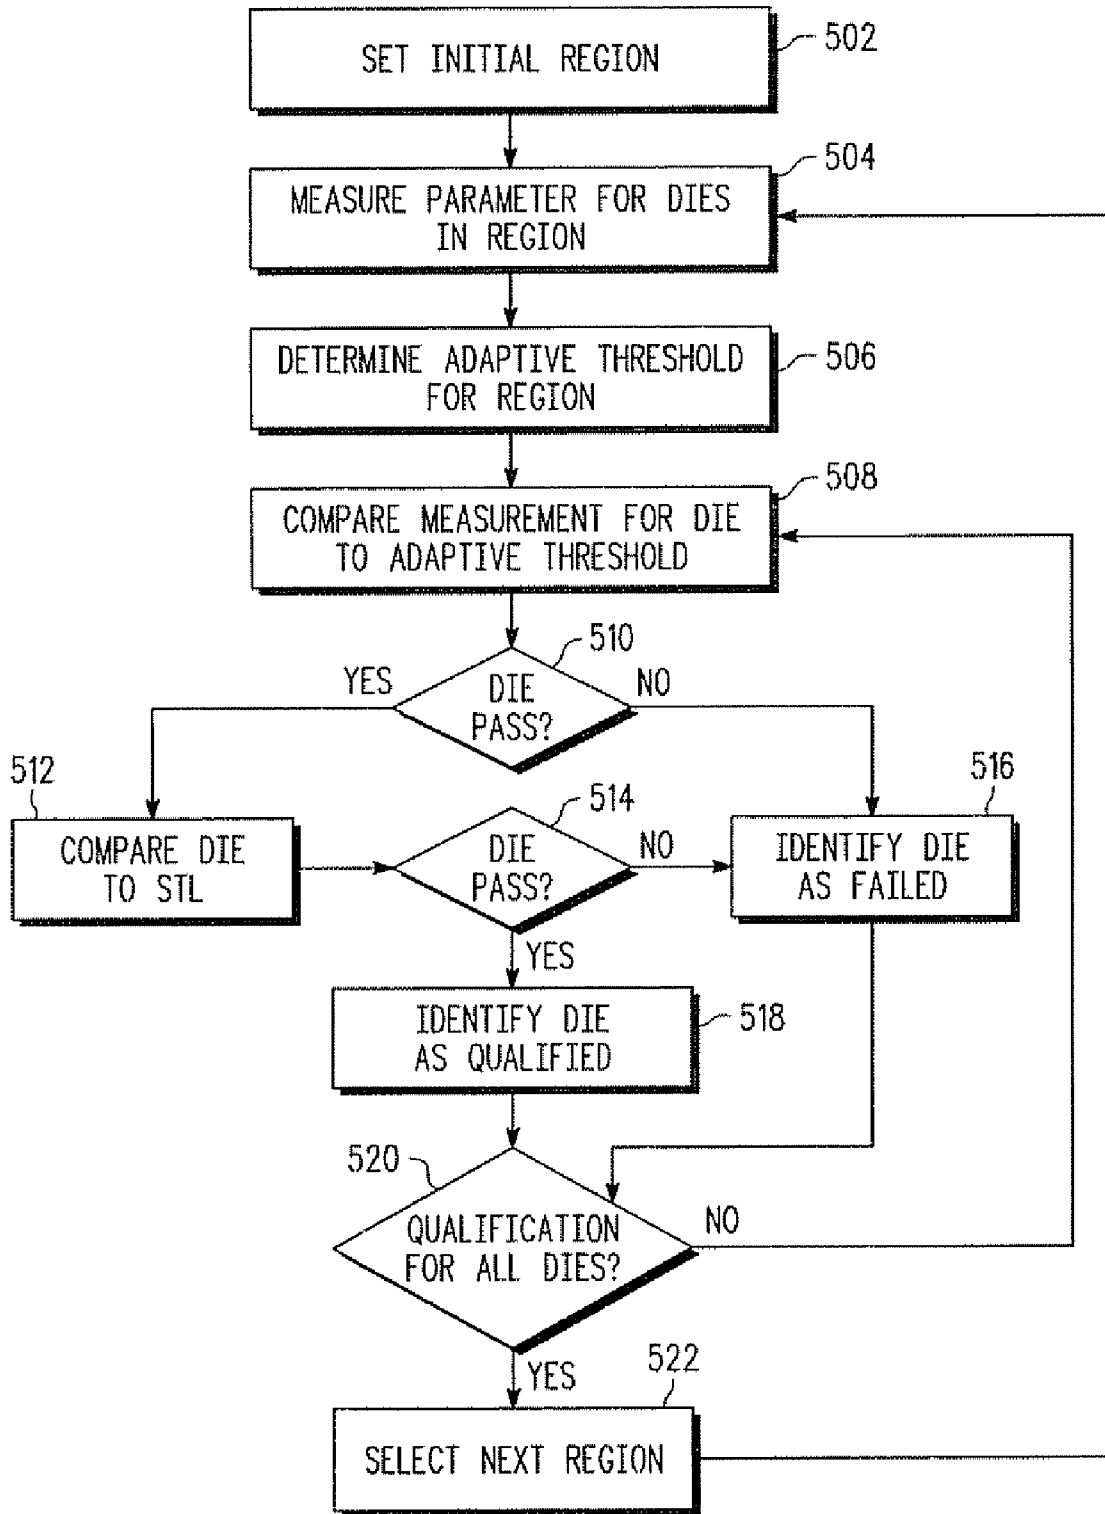 SET INITIAL REGION
502
MEASURE PARAMETER FOR DIES
IN REGION
504
DETERMINE ADAPTIVE THRESHOLD
FOR REGION
506
COMPARE MEASUREMENT FOR DIE
TO ADAPTIVE THRESHOLD
508
510
YES
DIE
PASS?
NO
512
COMPARE DIE
TO STL
514
DIE
PASS?
NO
516
IDENTIFY DIE
AS FAILED
YES
IDENTIFY DIE
AS QUALIFIED
518
520
QUALIFICATION
FOR ALL DIES?
NO
YES
522
SELECT NEXT REGION